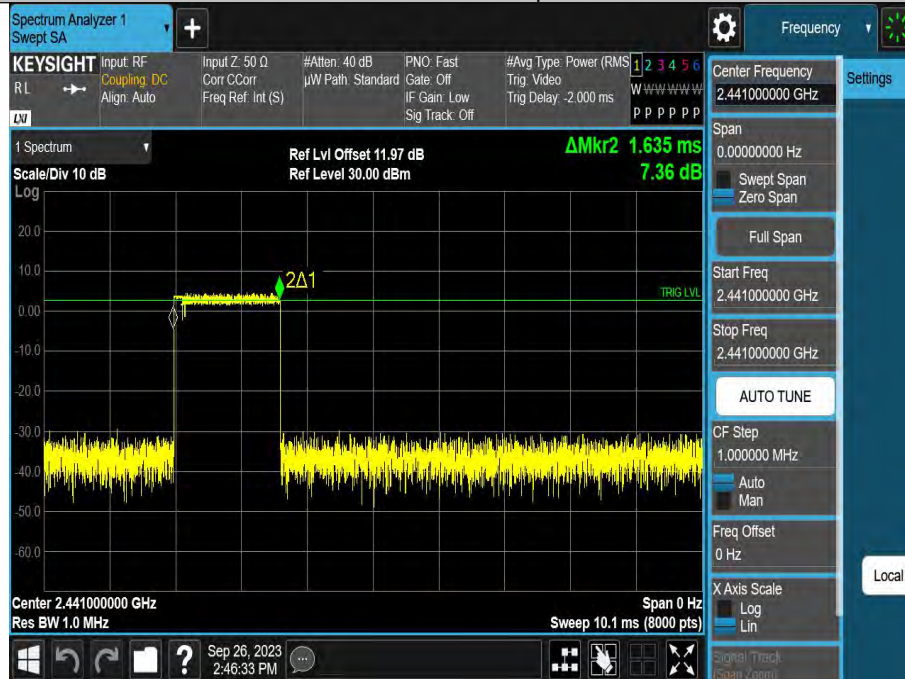 Spectrum Analyzer 1
Swept SA
+
Frequency
KEYSIGHT
RL
LXI
Input: RF
Coupling: DC
Align: Auto
Input Z: 50 Ω
Corr CCorr
Freq Ref: Int (S)
#Atten: 40 dB
µW Path: Standard
PNO: Fast
Gate: Off
IF Gain: Low
Sig Track: Off
#Avg Type: Power (RMS
Trig: Video
Trig Delay: -2.000 ms
1 2 3 4 5 6
W W W W W W
P P P P P P
1 Spectrum
Scale/Div 10 dB
Log
Ref Lvl Offset 11.97 dB
Ref Level 30.00 dBm
ΔMkr2 1.635 ms
7.36 dB
20.0
10.0
0.00
-10.0
-20.0
-30.0
-40.0
-50.0
-60.0
2Δ1
TRIG LVL
Center 2.441000000 GHz
Res BW 1.0 MHz
Span 0 Hz
Sweep 10.1 ms (8000 pts)
Sep 26, 2023
2:46:33 PM
?
Center Frequency
2.441000000 GHz
Settings
Span
0.00000000 Hz
Swept Span
Zero Span
Full Span
Start Freq
2.441000000 GHz
Stop Freq
2.441000000 GHz
AUTO TUNE
CF Step
1.000000 MHz
Auto
Man
Freq Offset
0 Hz
X Axis Scale
Log
Lin
Local
Signal Track
(Span Zoom)